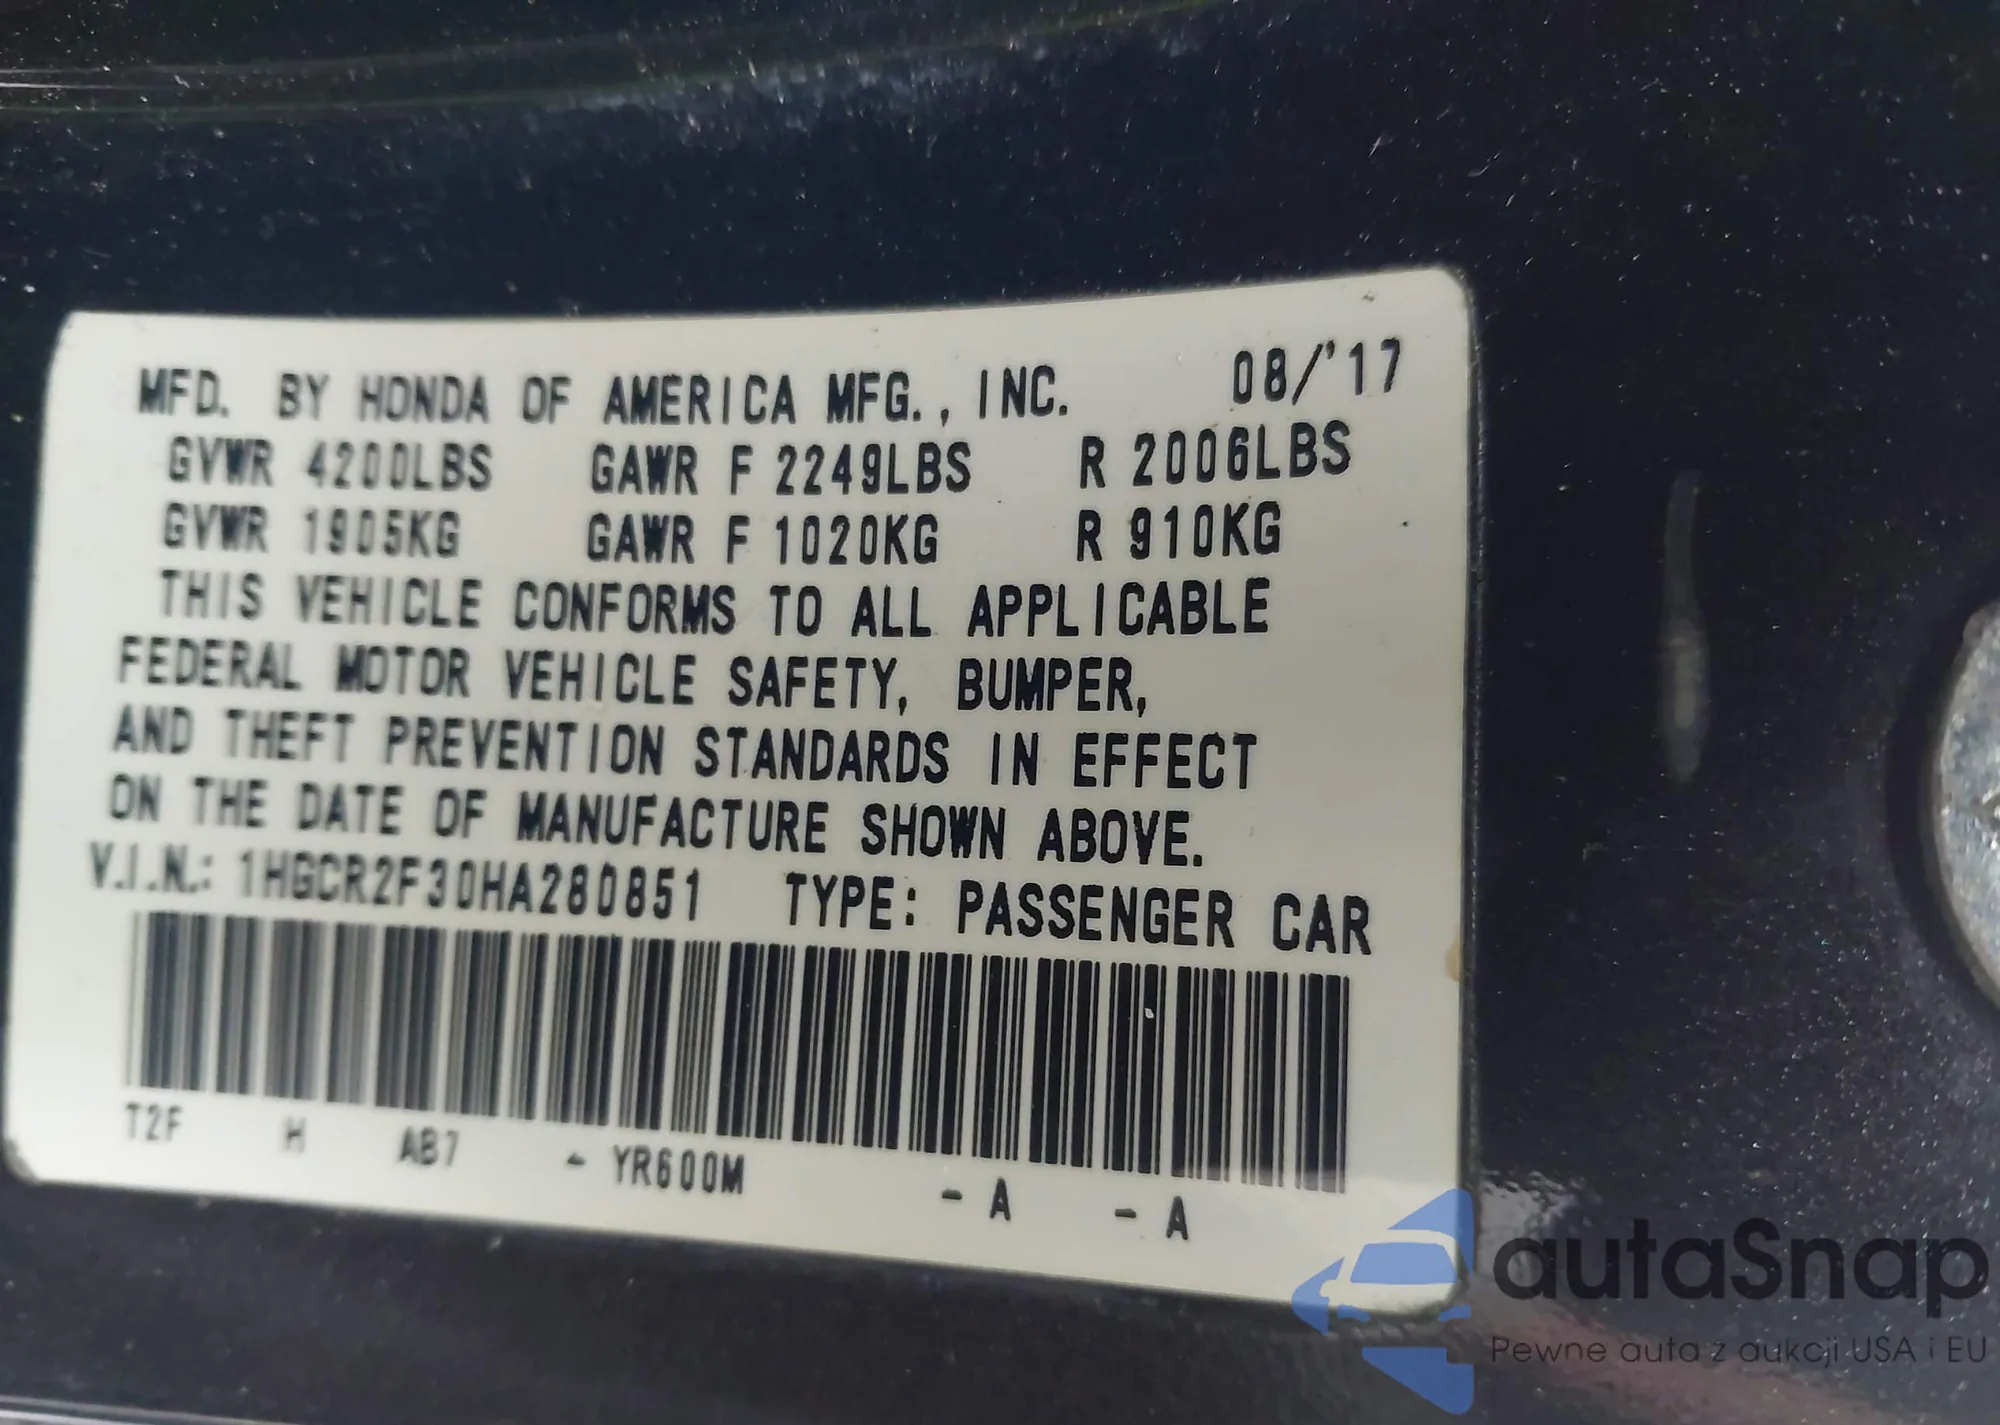 MFD. BY HONDA OF AMERICA MFG., INC. 08/'17
GVWR 4200LBS GAWR F 2249LBS R 2006LBS
GVWR 1905KG GAWR F 1020KG R 910KG
THIS VEHICLE CONFORMS TO ALL APPLICABLE
FEDERAL MOTOR VEHICLE SAFETY, BUMPER,
AND THEFT PREVENTION STANDARDS IN EFFECT
ON THE DATE OF MANUFACTURE SHOWN ABOVE.
V.I.N.: 1HGCR2F30HA280851 TYPE: PASSENGER CAR
T2F H AB7 - YR600M - A - A
autaSnap
Pewne auta z aukcji USA i EU